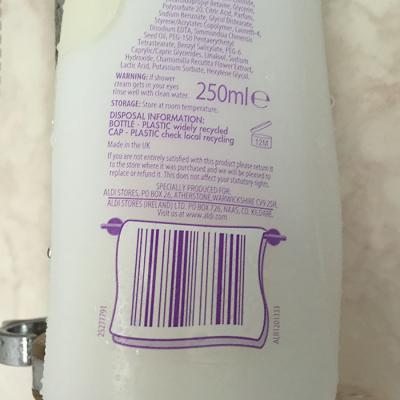 Polysorbate 20, Citric Acid, Parfum,
Sodium Benzoate, Glycol Distearate,
Styrene/Acrylates Copolymer, Laureth-4,
Disodium EDTA, Simmondsia Chinensis
Seed Oil, PEG-150 Pentaerythrityl
Tetrastearate, Benzyl Salicylate, PEG-6
Caprylic/Capric Glycerides, Linalool, Sodium
Hydroxide, Chamomilla Recutita Flower Extract,
Lactic Acid, Potassium Sorbate, Hexylene Glycol.
WARNING: if shower
cream gets in your eyes
rinse well with clean water.
250ml℮
STORAGE: Store at room temperature.
DISPOSAL INFORMATION:
BOTTLE - PLASTIC widely recycled
CAP - PLASTIC check local recycling
12M
Made in the UK
If you are not entirely satisfied with this product please return it
to the store where it was purchased and we will be pleased to
replace or refund it. This does not affect your statutory rights.
SPECIALLY PRODUCED FOR:
ALDI STORES, PO BOX 26, ATHERSTONE, WARWICKSHIRE CV9 2SH.
ALDI STORES (IRELAND) LTD. PO BOX 726, NAAS, CO. KILDARE.
Visit us at www.aldi.com
25277791